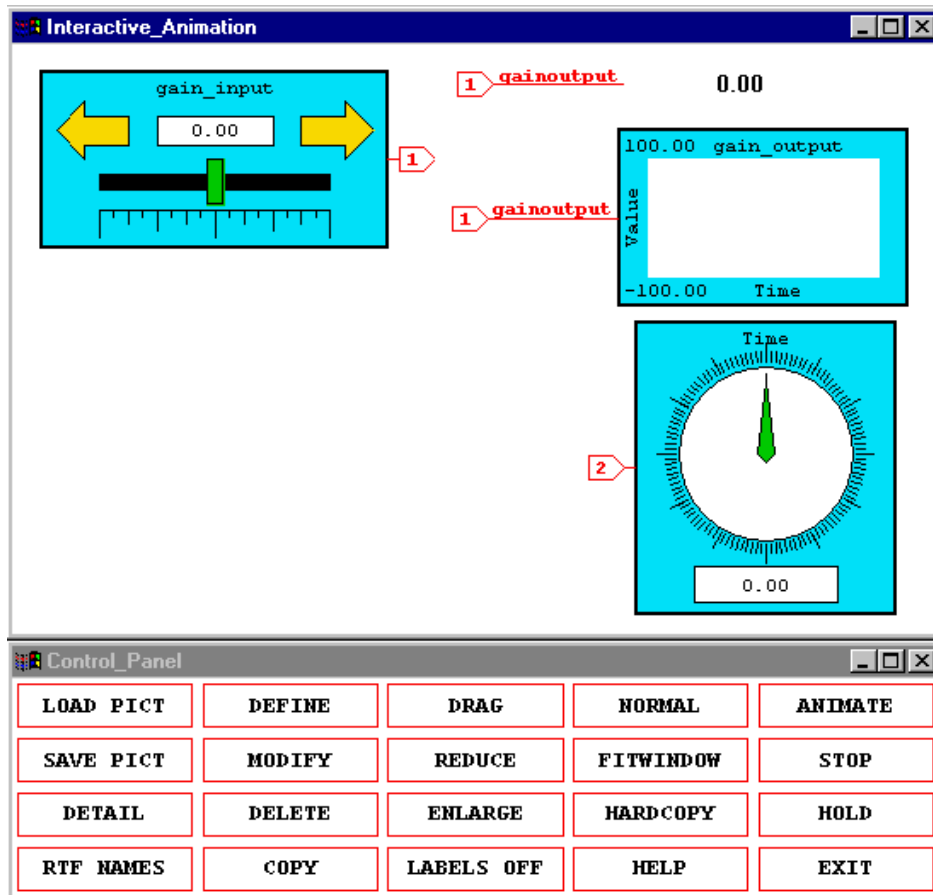 Interactive_Animation
gain_input
0.00
1
1 gainoutput 0.00
100.00 gain_output
1 gainoutput
Value
-100.00 Time
Time
2
0.00
Control_Panel
LOAD PICT DEFINE DRAG NORMAL ANIMATE
SAVE PICT MODIFY REDUCE FITWINDOW STOP
DETAIL DELETE ENLARGE HARDCOPY HOLD
RTF NAMES COPY LABELS OFF HELP EXIT